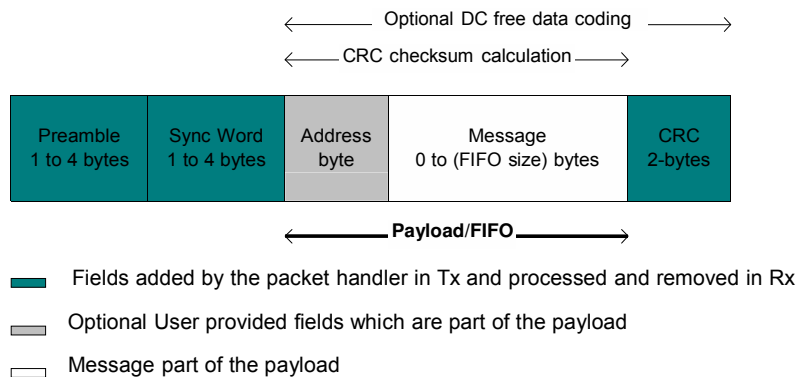 Optional DC free data coding
CRC checksum calculation
Preamble
1 to 4 bytes
Sync Word
1 to 4 bytes
Address
byte
Message
0 to (FIFO size) bytes
CRC
2-bytes
Payload/FIFO
Fields added by the packet handler in Tx and processed and removed in Rx
Optional User provided fields which are part of the payload
Message part of the payload